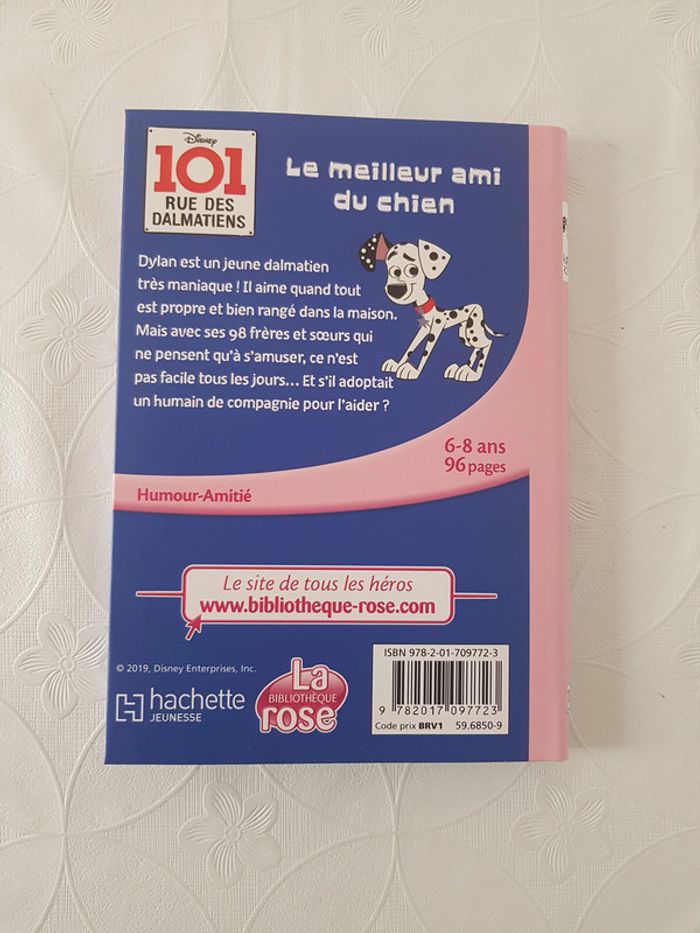 Disney
101
RUE DES
DALMATIENS
Le meilleur ami
du chien
Dylan est un jeune dalmatien
très maniaque ! Il aime quand tout
est propre et bien rangé dans la maison.
Mais avec ses 98 frères et sœurs qui
ne pensent qu'à s'amuser, ce n'est
pas facile tous les jours... Et s'il adoptait
un humain de compagnie pour l'aider ?
6-8 ans
96 pages
Humour-Amitié
Le site de tous les héros
www.bibliotheque-rose.com
© 2019, Disney Enterprises, Inc.
hachette
JEUNESSE
La
BIBLIOTHÈQUE
rose
ISBN 978-2-01-709772-3
9 782017 097723
Code prix BRV1 59.6850-9